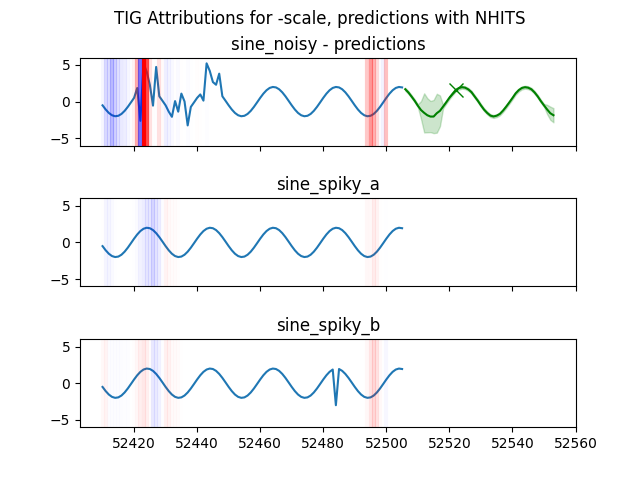 TIG Attributions for -scale, predictions with NHITS
sine_noisy - predictions
5
0
−5
sine_spiky_a
5
0
−5
sine_spiky_b
5
0
−5
52420 52440 52460 52480 52500 52520 52540 52560